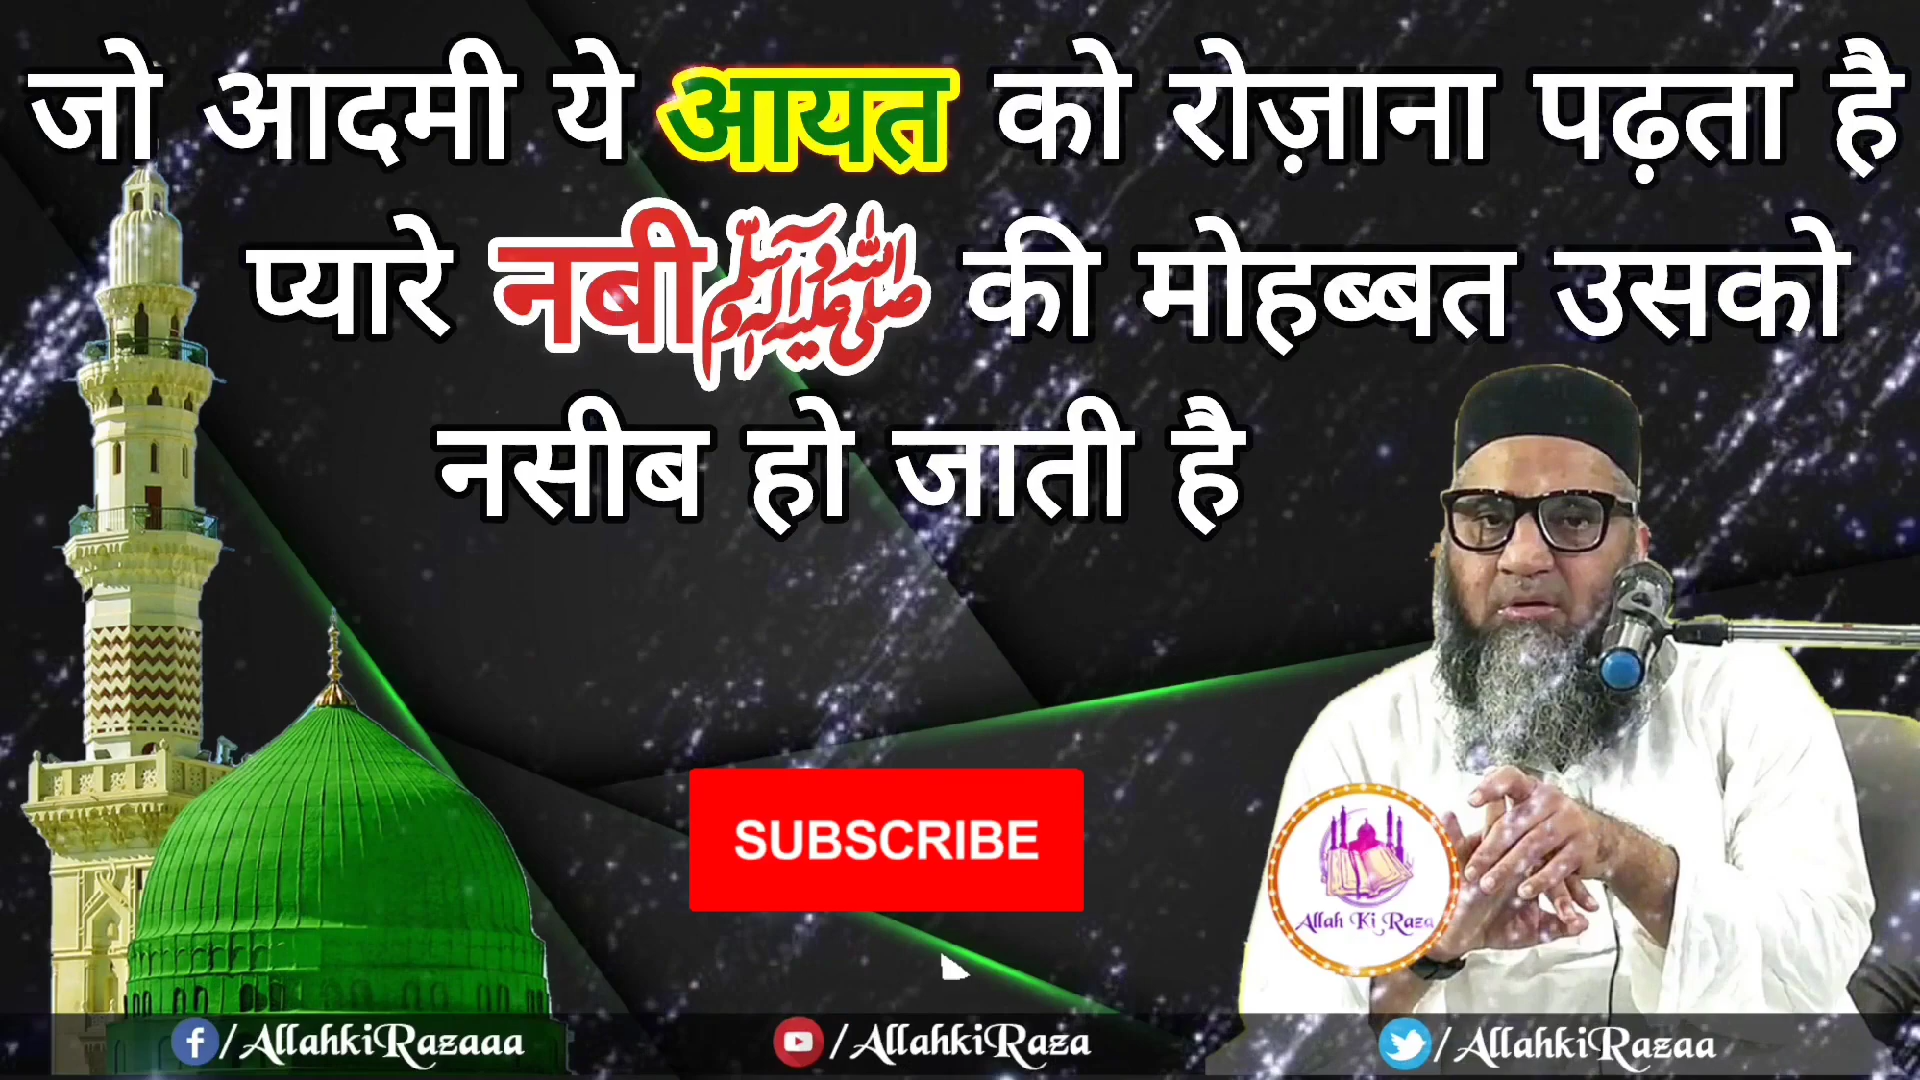 जो आदमी ये आयत को रोज़ाना पढ़ता है
प्यारे नबीﷺ की मोहब्बत उसको
नसीब हो जाती है
SUBSCRIBE
Allah Ki Raza
/AllahkiRazaaa
/AllahkiRaza
/AllahkiRazaa